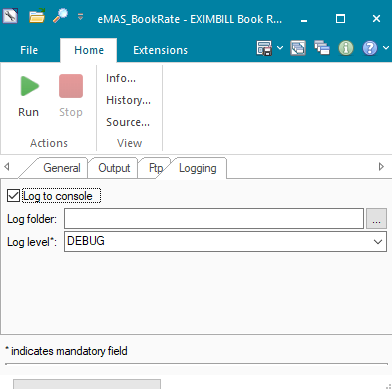 eMAS_BookRate - EXIMBILL Book R...
File Home Extensions
Run Stop
Info...
History...
Source...
Actions View
General Output Ftp Logging
Log to console
Log folder: ...
Log level*: DEBUG
* indicates mandatory field